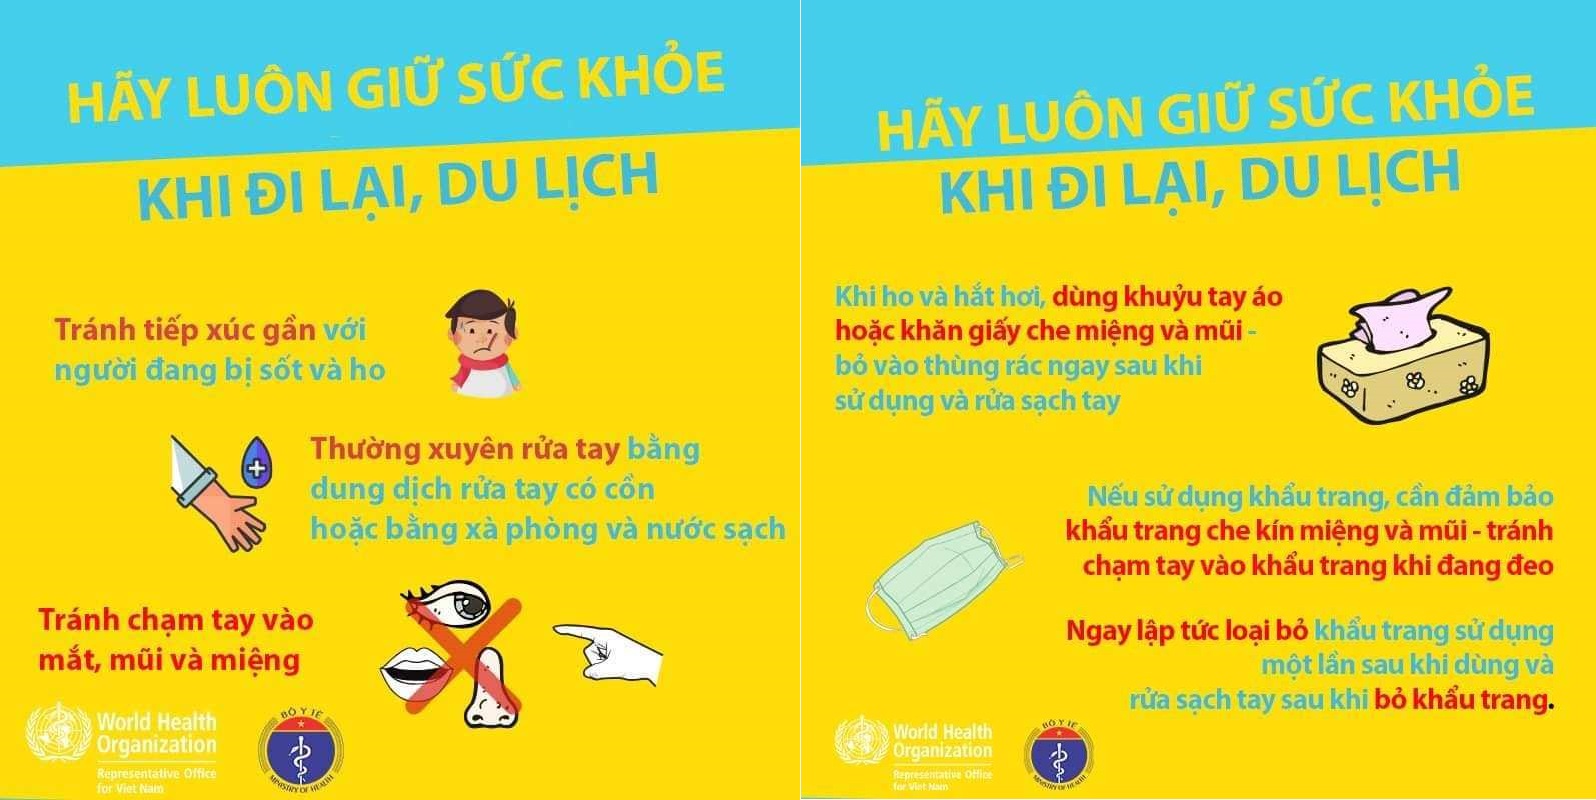 HÃY LUÔN GIỮ SỨC KHỎE
KHI ĐI LẠI, DU LỊCH
Tránh tiếp xúc gần với
người đang bị sốt và ho
Thường xuyên rửa tay bằng
dung dịch rửa tay có cồn
hoặc bằng xà phòng và nước sạch
Tránh chạm tay vào
mắt, mũi và miệng
World Health
Organization
Representative Office
for Viet Nam
BỘ Y TẾ
MINISTRY OF HEALTH
HÃY LUÔN GIỮ SỨC KHỎE
KHI ĐI LẠI, DU LỊCH
Khi ho và hắt hơi, dùng khuỷu tay áo
hoặc khăn giấy che miệng và mũi -
bỏ vào thùng rác ngay sau khi
sử dụng và rửa sạch tay
Nếu sử dụng khẩu trang, cần đảm bảo
khẩu trang che kín miệng và mũi - tránh
chạm tay vào khẩu trang khi đang đeo
Ngay lập tức loại bỏ khẩu trang sử dụng
một lần sau khi dùng và
rửa sạch tay sau khi bỏ khẩu trang.
World Health
Organization
Representative Office
for Viet Nam
BỘ Y TẾ
MINISTRY OF HEALTH